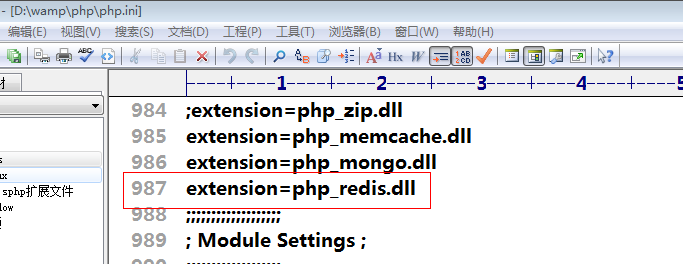 - [D:\wamp\php\php.ini]
编辑(E) 视图(V) 搜索(S) 文档(D) 工程(P) 工具(T) 浏览器(B) 窗口(W) 帮助(H)
材
1 2 3 4 5
984 ;extension=php_zip.dll
985 extension=php_memcache.dll
986 extension=php_mongo.dll
987 extension=php_redis.dll
988 ;;;;;;;;;;;;;;;;;;;
989 ; Module Settings ;
sphp扩展文件
low